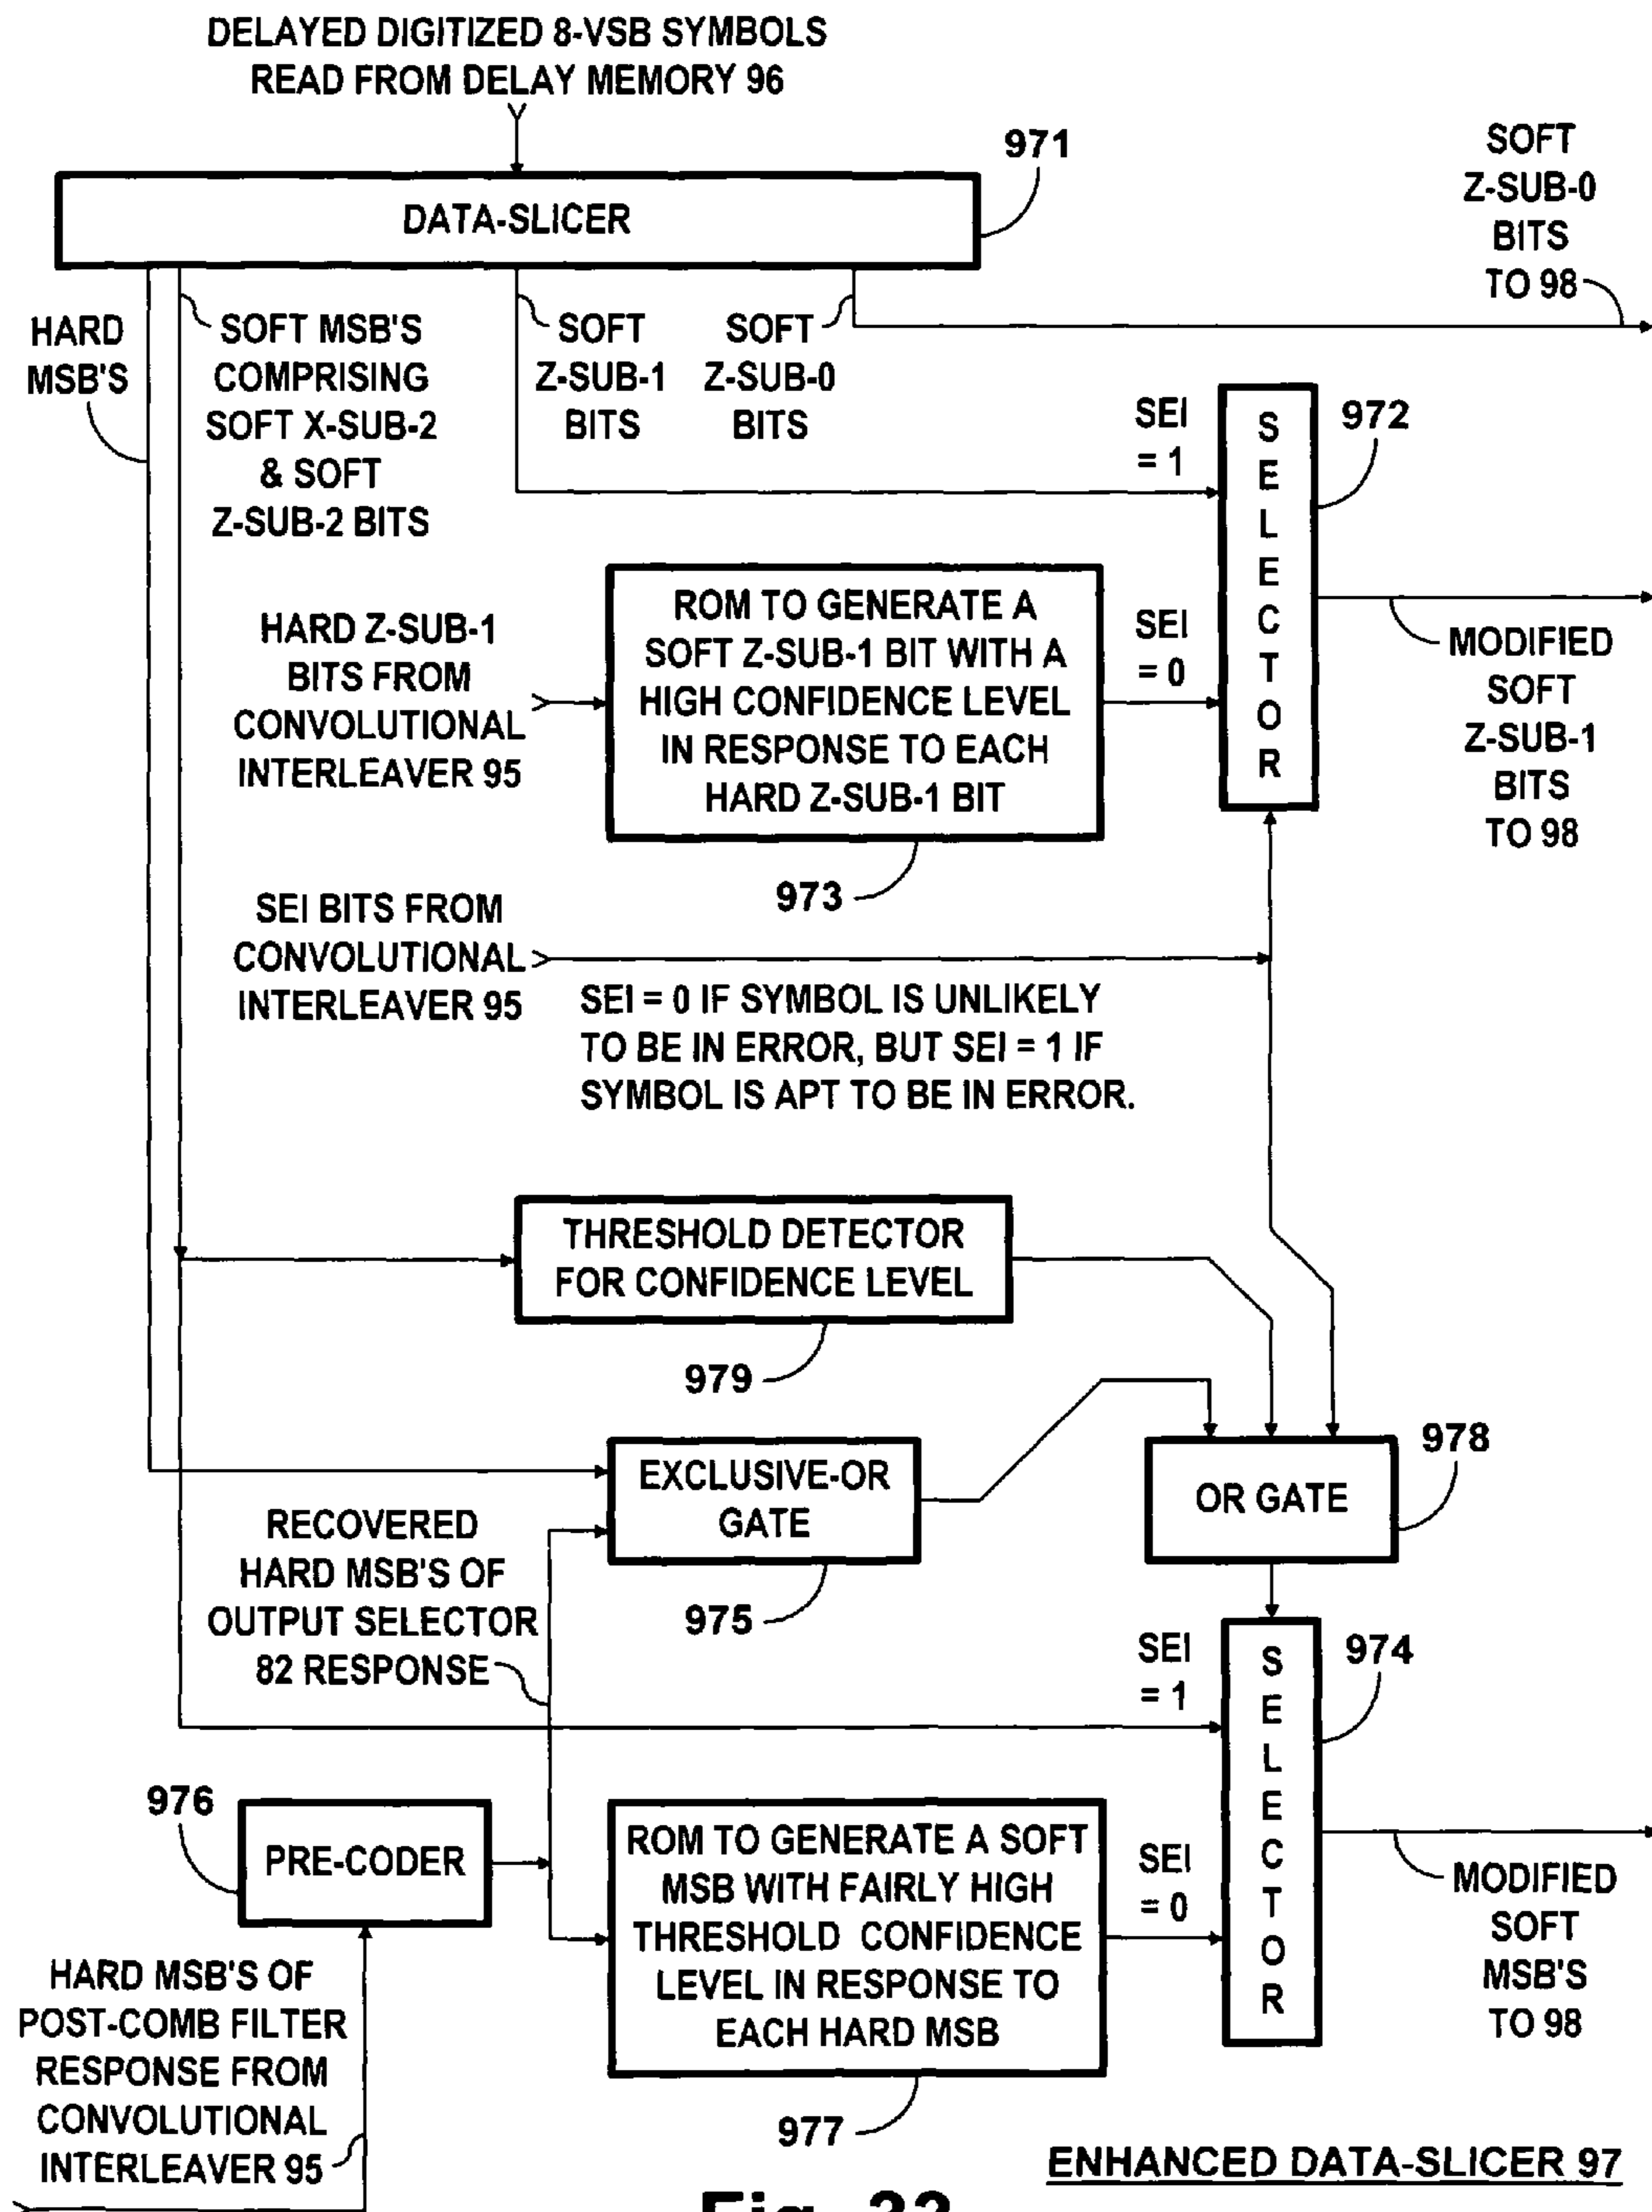 DELAYED DIGITIZED 8-VSB SYMBOLS
READ FROM DELAY MEMORY 96
971
DATA-SLICER
SOFT
Z-SUB-0
BITS
TO 98
HARD
MSB'S
SOFT MSB'S
COMPRISING
SOFT X-SUB-2
& SOFT
Z-SUB-2 BITS
SOFT
Z-SUB-1
BITS
SOFT
Z-SUB-0
BITS
SEI
= 1
SELECTOR
972
HARD Z-SUB-1
BITS FROM
CONVOLUTIONAL
INTERLEAVER 95
ROM TO GENERATE A
SOFT Z-SUB-1 BIT WITH A
HIGH CONFIDENCE LEVEL
IN RESPONSE TO EACH
HARD Z-SUB-1 BIT
SEI
= 0
MODIFIED
SOFT
Z-SUB-1
BITS
TO 98
973
SEI BITS FROM
CONVOLUTIONAL
INTERLEAVER 95
SEI = 0 IF SYMBOL IS UNLIKELY
TO BE IN ERROR, BUT SEI = 1 IF
SYMBOL IS APT TO BE IN ERROR.
THRESHOLD DETECTOR
FOR CONFIDENCE LEVEL
979
EXCLUSIVE-OR
GATE
975
OR GATE
978
RECOVERED
HARD MSB'S OF
OUTPUT SELECTOR
82 RESPONSE
SEI
= 1
SELECTOR
974
976
PRE-CODER
ROM TO GENERATE A SOFT
MSB WITH FAIRLY HIGH
THRESHOLD CONFIDENCE
LEVEL IN RESPONSE TO
EACH HARD MSB
SEI
= 0
MODIFIED
SOFT
MSB'S
TO 98
977
HARD MSB'S OF
POST-COMB FILTER
RESPONSE FROM
CONVOLUTIONAL
INTERLEAVER 95
ENHANCED DATA-SLICER 97
Fig.